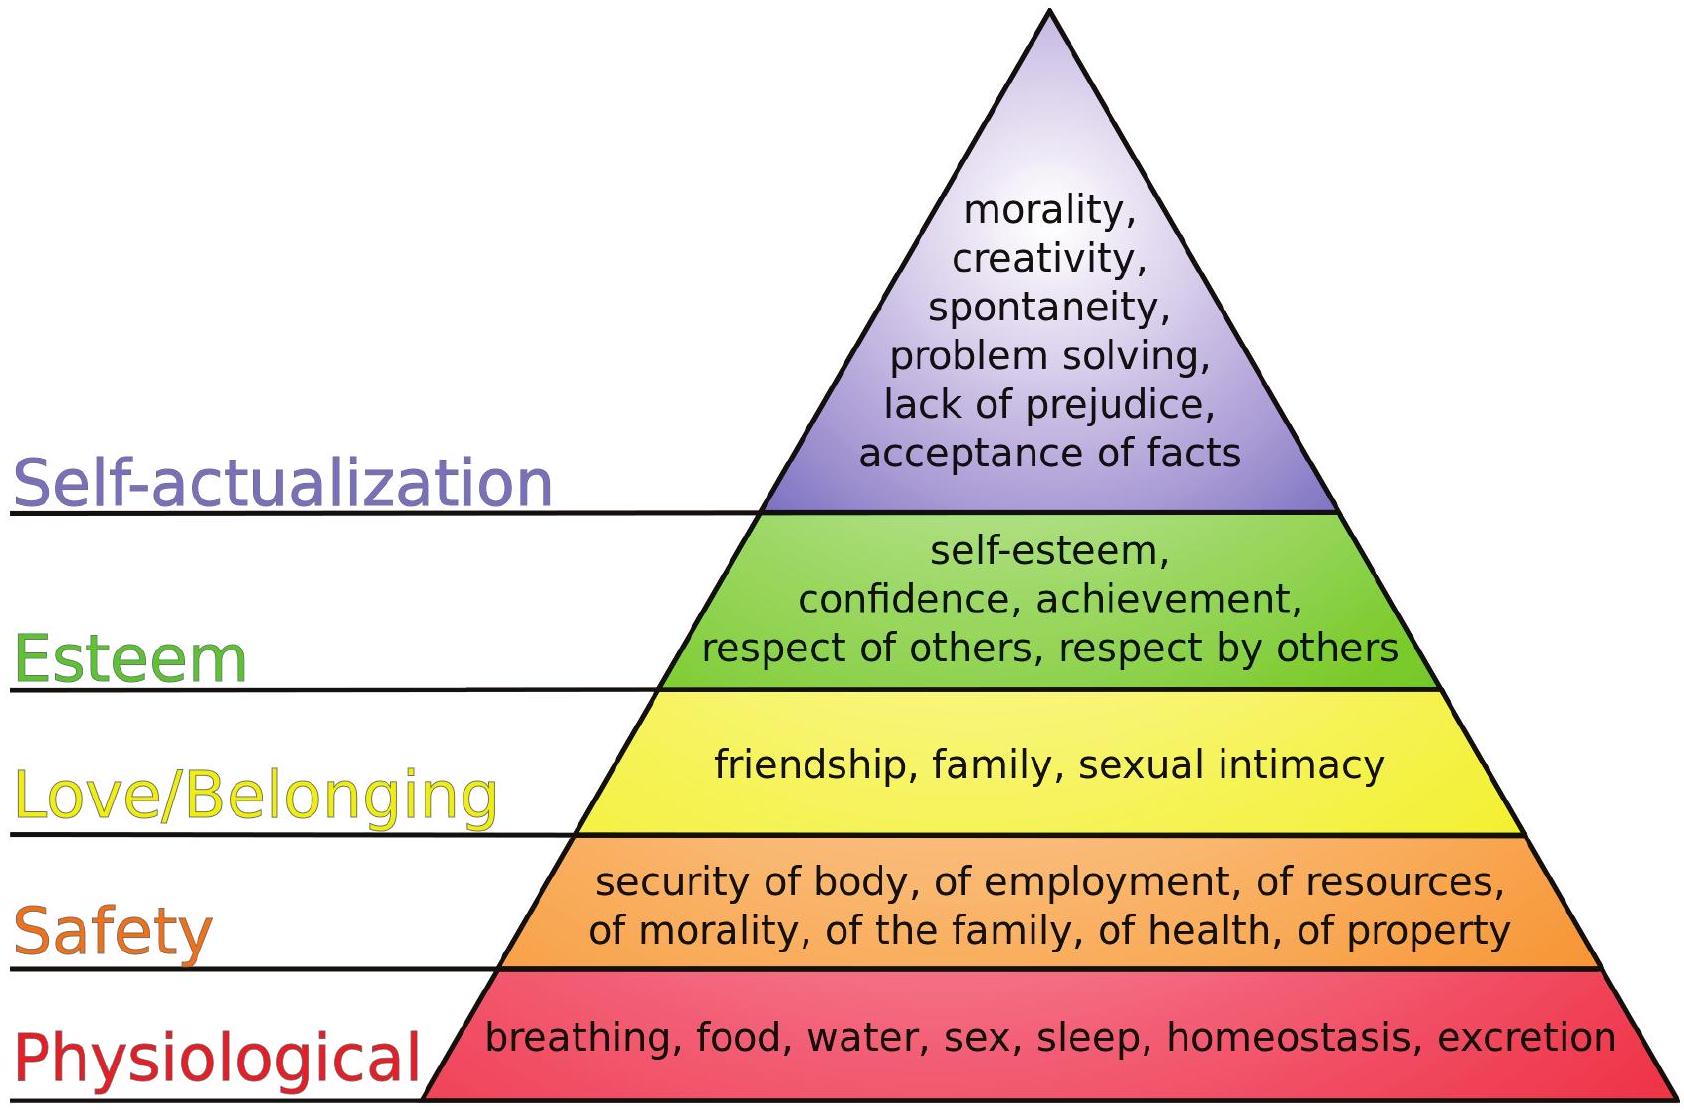 morality,
creativity,
spontaneity,
problem solving,
lack of prejudice,
acceptance of facts
Self-actualization
self-esteem,
confidence, achievement,
respect of others, respect by others
Esteem
friendship, family, sexual intimacy
Love/Belonging
security of body, of employment, of resources,
of morality, of the family, of health, of property
Safety
breathing, food, water, sex, sleep, homeostasis, excretion
Physiological